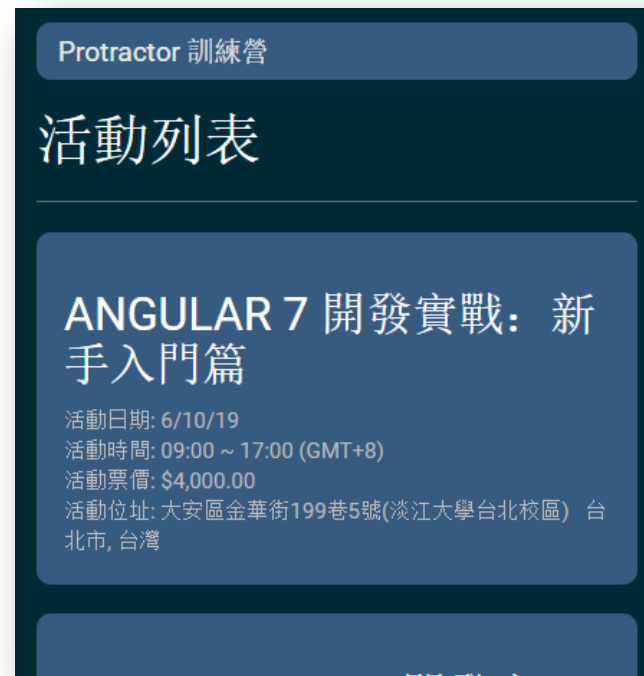 Protractor 訓練營
活動列表
ANGULAR 7 開發實戰：新
手入門篇
活動日期: 6/10/19
活動時間: 09:00 ~ 17:00 (GMT+8)
活動票價: $4,000.00
活動位址: 大安區金華街199巷5號(淡江大學台北校區) 台
北市, 台灣